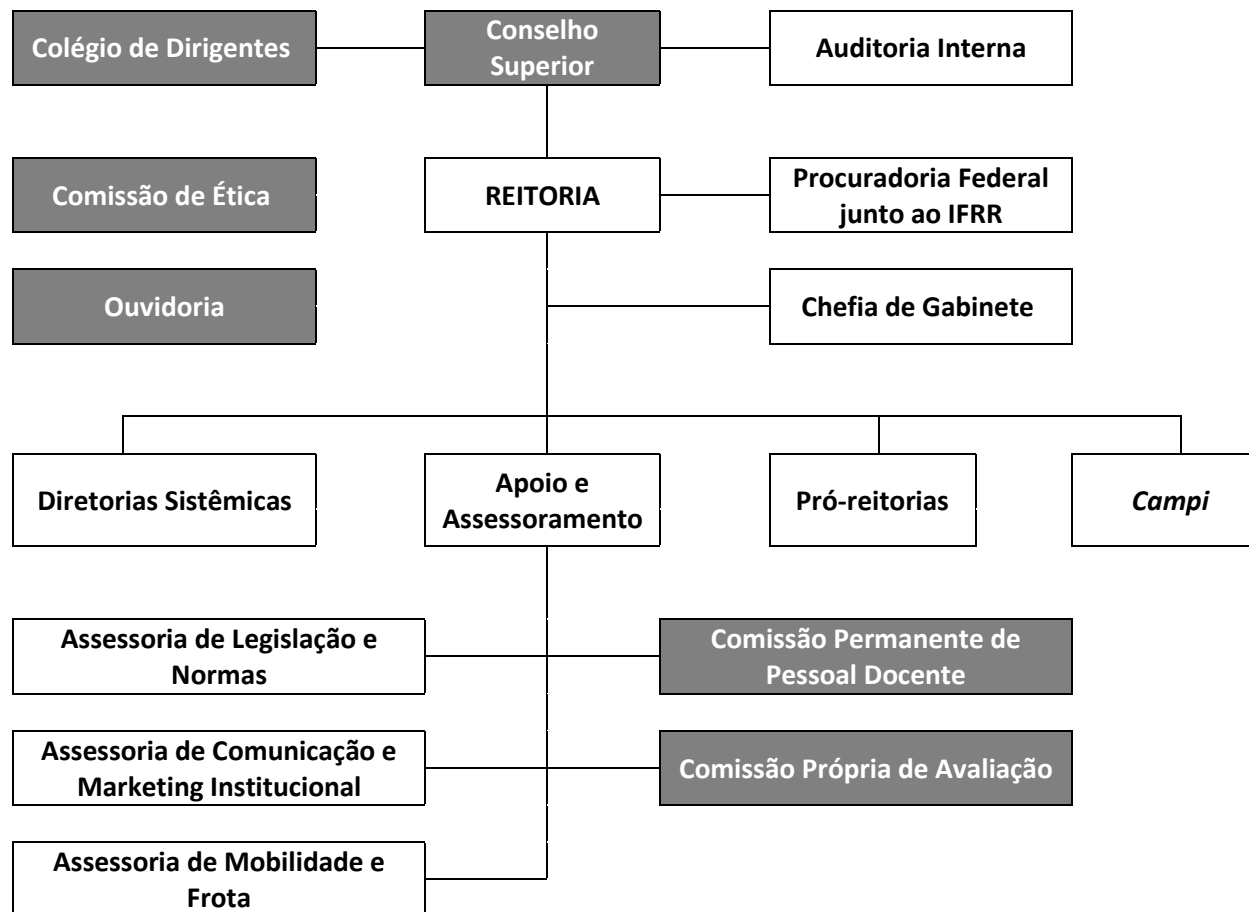 Colégio de Dirigentes
Conselho
Superior
Auditoria Interna
Comissão de Ética
REITORIA
Procuradoria Federal
junto ao IFRR
Ouvidoria
Chefia de Gabinete
Diretorias Sistêmicas
Apoio e
Assessoramento
Pró-reitorias
Campi
Assessoria de Legislação e
Normas
Comissão Permanente de
Pessoal Docente
Assessoria de Comunicação e
Marketing Institucional
Comissão Própria de Avaliação
Assessoria de Mobilidade e
Frota